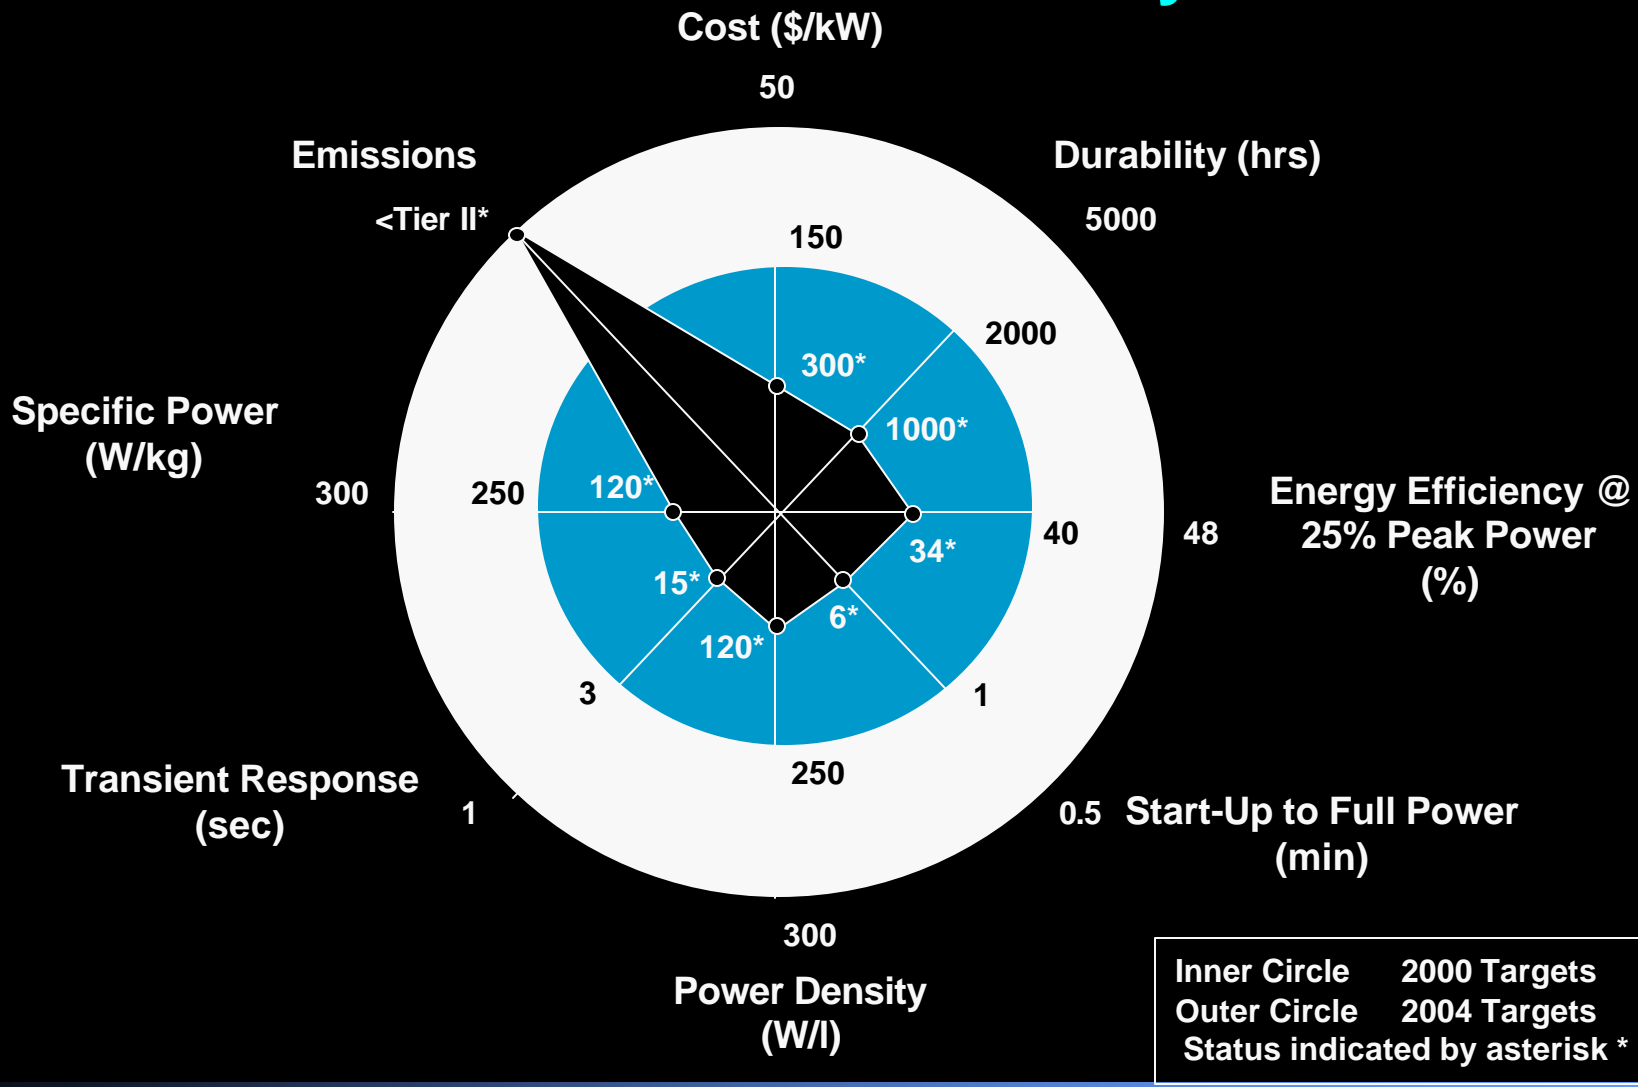 Cost ($/kW)
50
Emissions
<Tier II*
Durability (hrs)
5000
150
2000
300*
1000*
Specific Power
(W/kg)
300
250
120*
Energy Efficiency @
25% Peak Power
(%)
48
40
34*
15*
6*
120*
3
1
250
Transient Response
(sec)
1
0.5
Start-Up to Full Power
(min)
300
Power Density
(W/l)
Inner Circle 2000 Targets
Outer Circle 2004 Targets
Status indicated by asterisk *